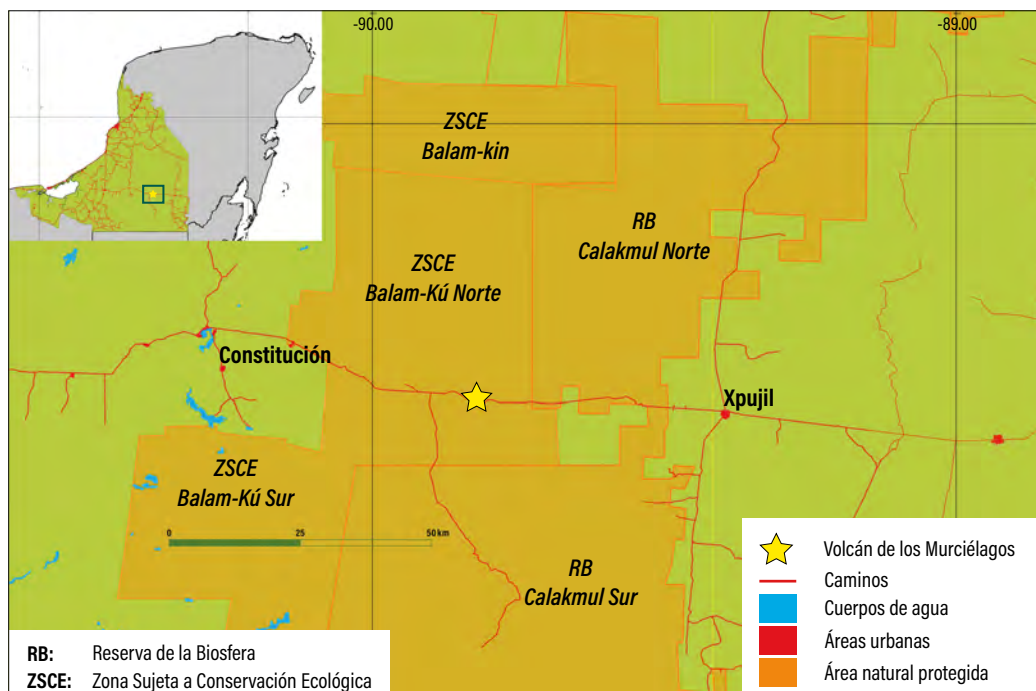 -90.00
-89.00
ZSCE
Balam-kin
RB
Calakmul Norte
ZSCE
Balam-Kú Norte
Constitución
Xpujil
ZSCE
Balam-Kú Sur
0 25 50 km
RB
Calakmul Sur
Volcán de los Murciélagos
Caminos
Cuerpos de agua
Áreas urbanas
Área natural protegida
RB: Reserva de la Biosfera
ZSCE: Zona Sujeta a Conservación Ecológica